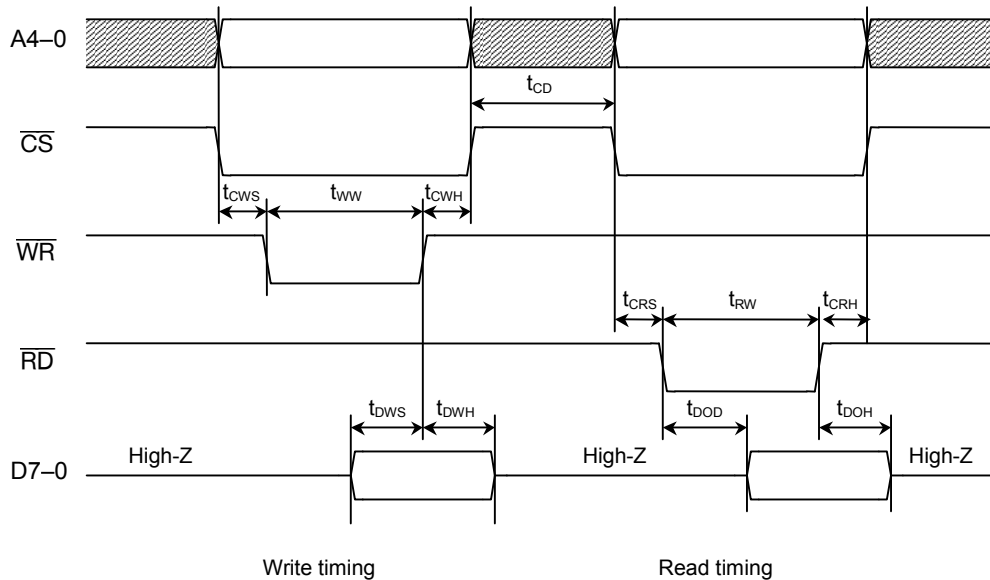 A4–0
tCD
CS
tCWS tWW tCWH
WR
tCRS tRW tCRH
RD
tDWS tDWH tDOD tDOH
High-Z High-Z High-Z
D7–0
Write timing Read timing